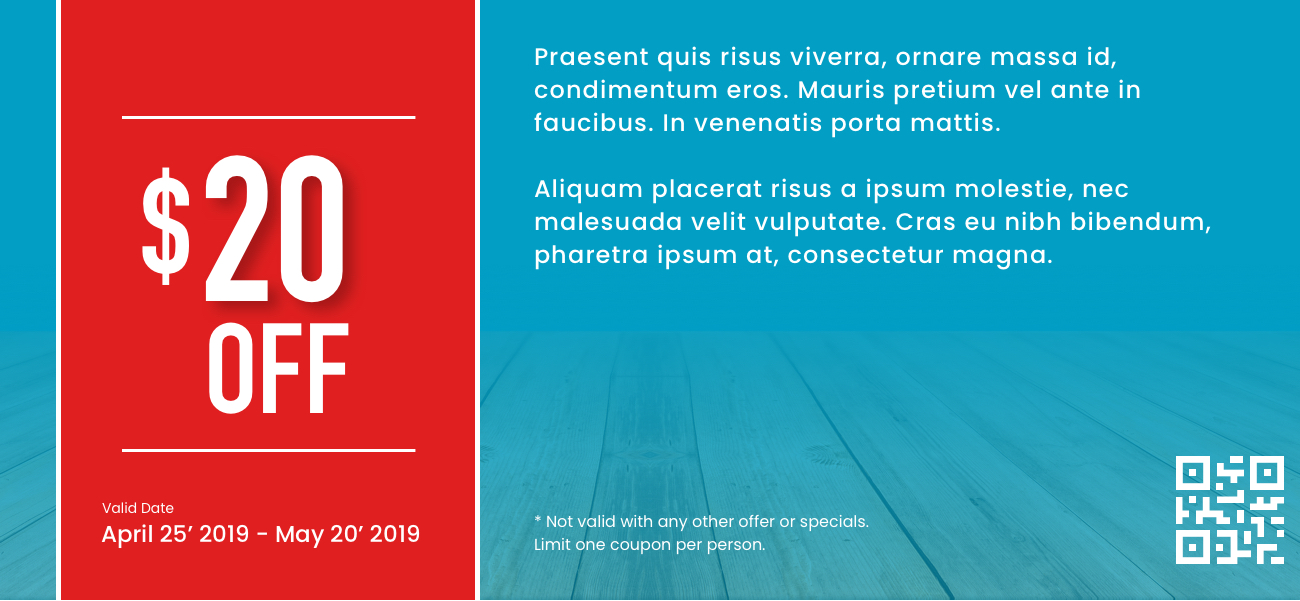 $20
OFF
Valid Date
April 25’ 2019 - May 20’ 2019
Praesent quis risus viverra, ornare massa id,
condimentum eros. Mauris pretium vel ante in
faucibus. In venenatis porta mattis.
Aliquam placerat risus a ipsum molestie, nec
malesuada velit vulputate. Cras eu nibh bibendum,
pharetra ipsum at, consectetur magna.
* Not valid with any other offer or specials.
Limit one coupon per person.